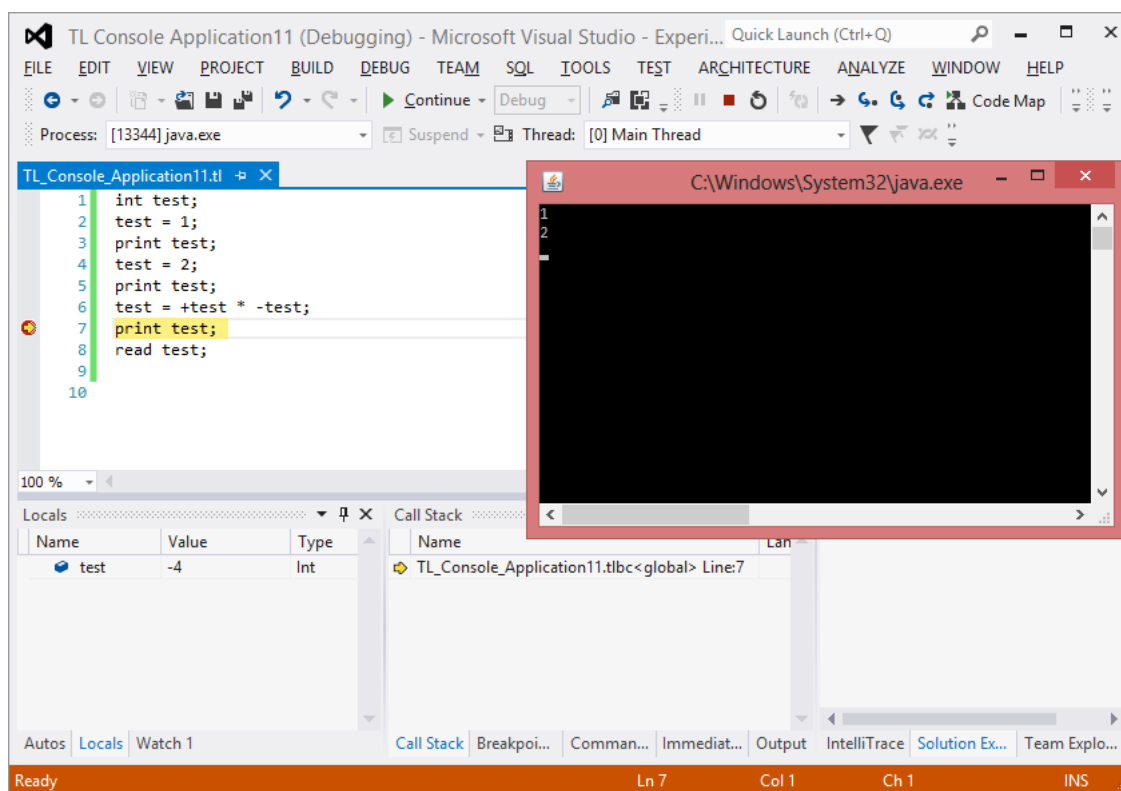 TL Console Application11 (Debugging) - Microsoft Visual Studio - Experi... Quick Launch (Ctrl+Q)
FILE EDIT VIEW PROJECT BUILD DEBUG TEAM SQL TOOLS TEST ARCHITECTURE ANALYZE WINDOW HELP
Continue Debug Code Map
Process: [13344] java.exe Suspend Thread: [0] Main Thread
TL_Console_Application11.tl
1 int test;
2 test = 1;
3 print test;
4 test = 2;
5 print test;
6 test = +test * -test;
7 print test;
8 read test;
9
10
100 %
C:\Windows\System32\java.exe
1
2
Locals
Name Value Type
test -4 Int
Call Stack
Name Lan
TL_Console_Application11.tlbc<global> Line:7
Autos Locals Watch 1
Call Stack Breakpoi... Comman... Immediat... Output
IntelliTrace Solution Ex... Team Explo...
Ready Ln 7 Col 1 Ch 1 INS